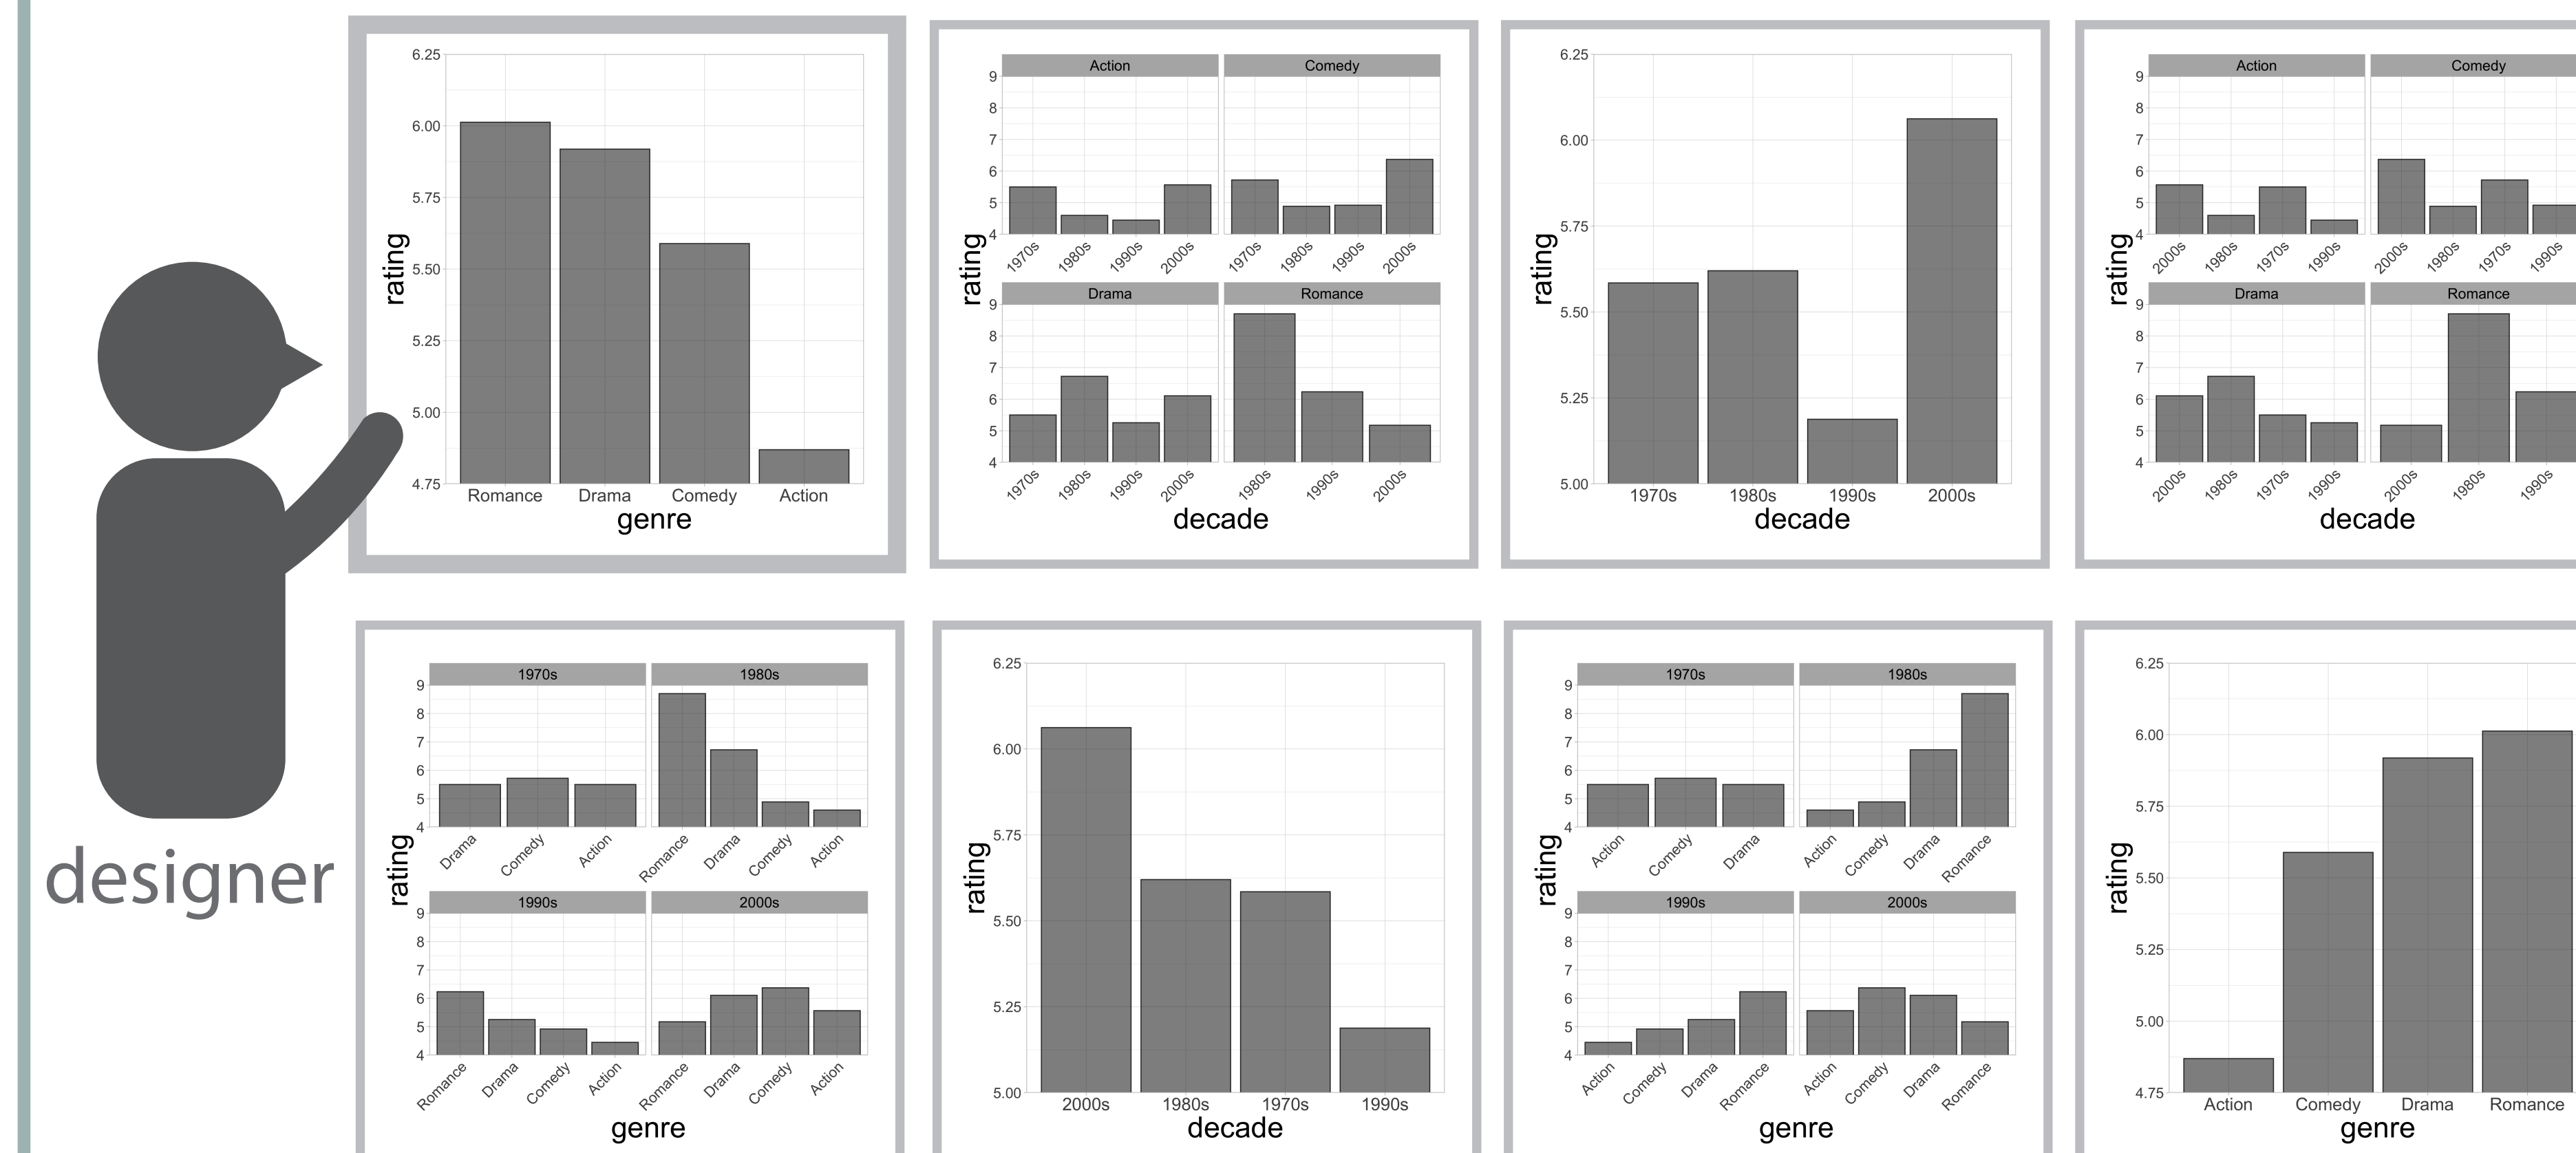 6.25
6.00
5.75
5.50
5.25
5.00
4.75
rating
Romance Drama Comedy Action
genre
Action Comedy
9 8 7 6 5 4
1970s 1980s 1990s 2000s 1970s 1980s 1990s 2000s
rating
Drama Romance
9 8 7 6 5 4
1970s 1980s 1990s 2000s 1980s 1990s 2000s
decade
6.25
6.00
5.75
5.50
5.25
5.00
rating
1970s 1980s 1990s 2000s
decade
Action Comedy
9 8 7 6 5 4
2000s 1980s 1970s 1990s 2000s 1980s 1970s 1990s
rating
Drama Romance
9 8 7 6 5 4
2000s 1980s 1970s 1990s 2000s 1980s 1990s
decade
designer
1970s 1980s
9 8 7 6 5 4
Drama Comedy Action Romance Drama Comedy Action
rating
1990s 2000s
9 8 7 6 5 4
Romance Drama Comedy Action Romance Drama Comedy Action
genre
6.25
6.00
5.75
5.50
5.25
5.00
rating
2000s 1980s 1970s 1990s
decade
1970s 1980s
9 8 7 6 5 4
Action Comedy Drama Action Comedy Drama Romance
rating
1990s 2000s
9 8 7 6 5 4
Action Comedy Drama Romance Action Comedy Drama Romance
genre
6.25
6.00
5.75
5.50
5.25
5.00
4.75
rating
Action Comedy Drama Romance
genre